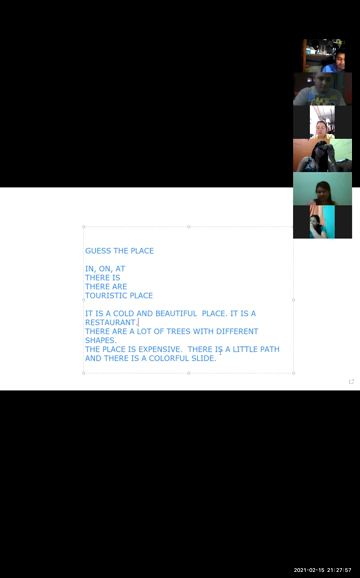 GUESS THE PLACE
IN, ON, AT
THERE IS
THERE ARE
TOURISTIC PLACE
IT IS A COLD AND BEAUTIFUL  PLACE. IT IS A
RESTAURANT.
THERE ARE A LOT OF TREES WITH DIFFERENT
SHAPES.
THE PLACE IS EXPENSIVE.  THERE IS A LITTLE PATH
AND THERE IS A COLORFUL SLIDE.
2021-02-15 21:27:57